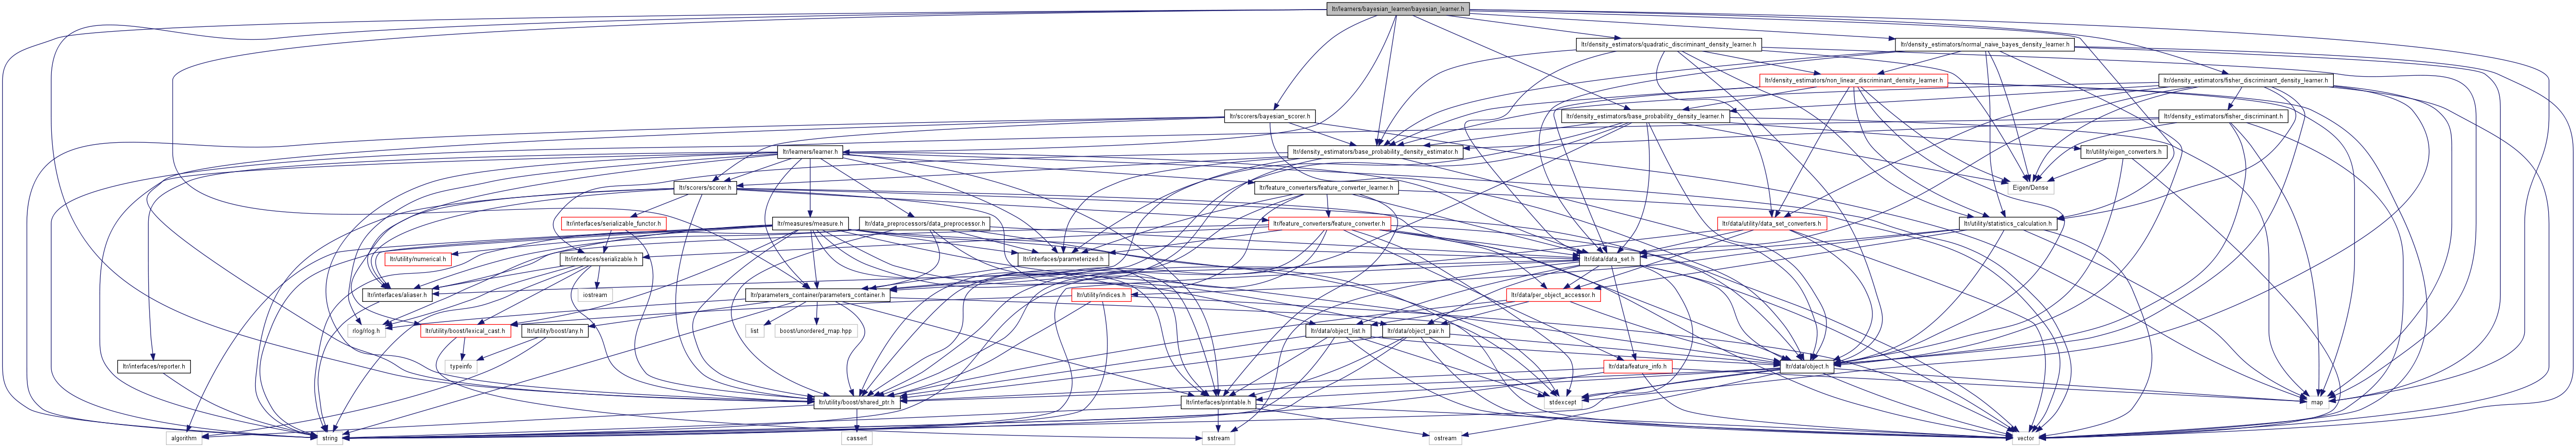 ltr/learners/bayesian_learner/bayesian_learner.h
ltr/density_estimators/quadratic_discriminant_density_learner.h
ltr/density_estimators/normal_naive_bayes_density_learner.h
ltr/density_estimators/non_linear_discriminant_density_learner.h
ltr/density_estimators/fisher_discriminant_density_learner.h
ltr/scorers/bayesian_scorer.h
ltr/density_estimators/base_probability_density_learner.h
ltr/density_estimators/fisher_discriminant.h
ltr/learners/learner.h
ltr/density_estimators/base_probability_density_estimator.h
ltr/utility/eigen_converters.h
ltr/scorers/scorer.h
ltr/feature_converters/feature_converter_learner.h
Eigen/Dense
ltr/interfaces/serializable_functor.h
ltr/measures/measure.h
ltr/data_preprocessors/data_preprocessor.h
ltr/feature_converters/feature_converter.h
ltr/data/utility/data_set_converters.h
ltr/utility/statistics_calculation.h
ltr/utility/numerical.h
ltr/interfaces/serializable.h
ltr/interfaces/parameterized.h
ltr/data/data_set.h
ltr/interfaces/aliaser.h
iostream
ltr/parameters_container/parameters_container.h
ltr/utility/indices.h
ltr/data/per_object_accessor.h
rlog/rlog.h
ltr/utility/boost/lexical_cast.h
ltr/utility/boost/any.h
list
boost/unordered_map.hpp
ltr/data/object_list.h
ltr/data/object_pair.h
ltr/interfaces/reporter.h
typeinfo
ltr/data/feature_info.h
ltr/data/object.h
ltr/utility/boost/shared_ptr.h
ltr/interfaces/printable.h
stdexcept
map
algorithm
string
cassert
sstream
ostream
vector